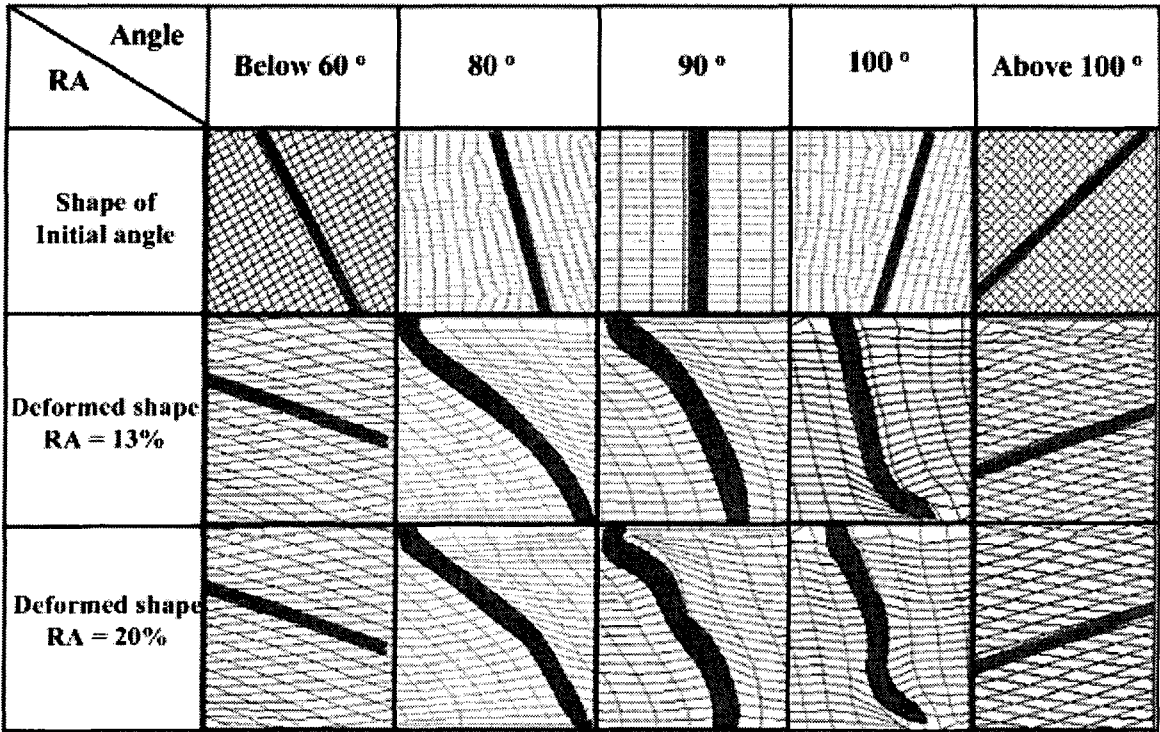 Angle
RA
Below 60 °
80 °
90 °
100 °
Above 100 °
Shape of
Initial angle
Deformed shape
RA = 13%
Deformed shape
RA = 20%